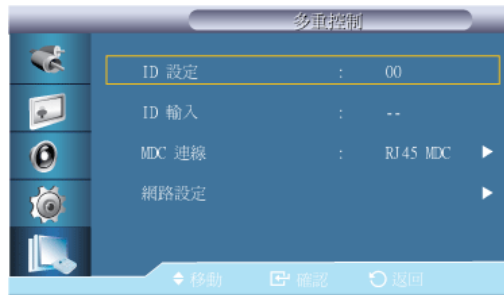 多重控制
ID 設定 : 00
ID 輸入 : --
MDC 連線 : RJ45 MDC
網路設定
移動 確認 返回